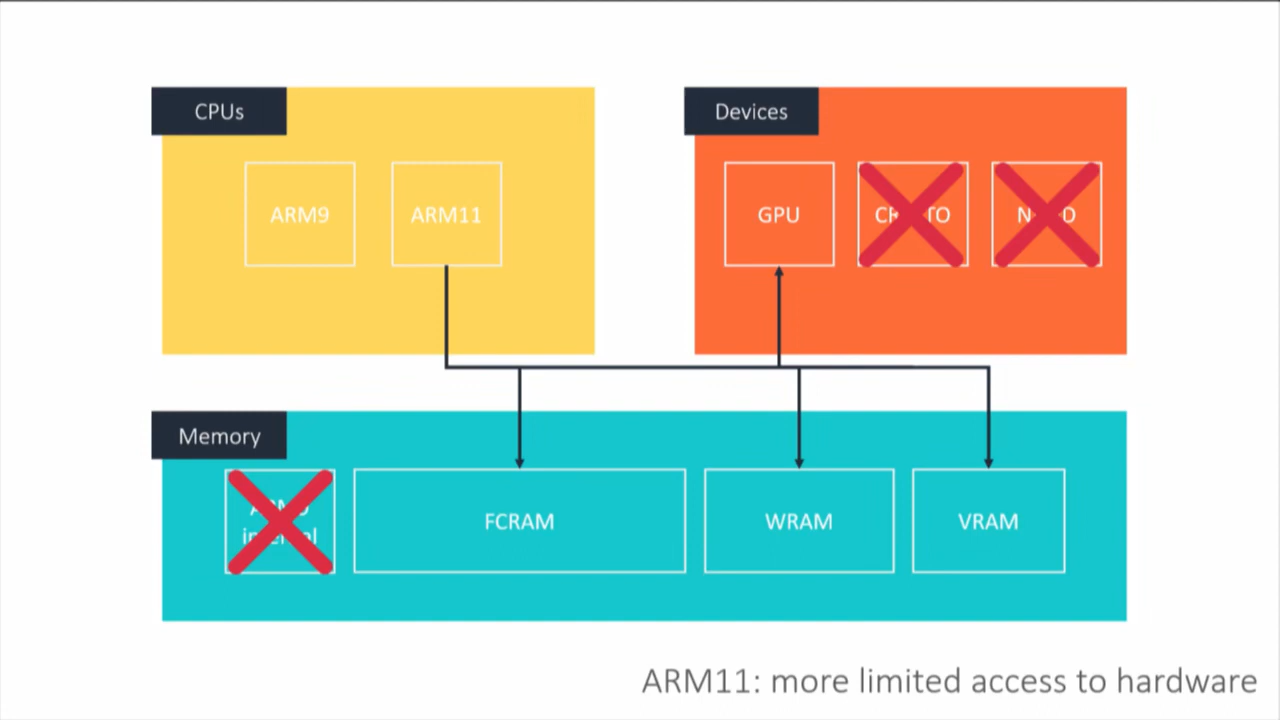 CPUs
Devices
ARM9
ARM11
GPU
Memory
FCRAM
WRAM
VRAM
ARM11: more limited access to hardware